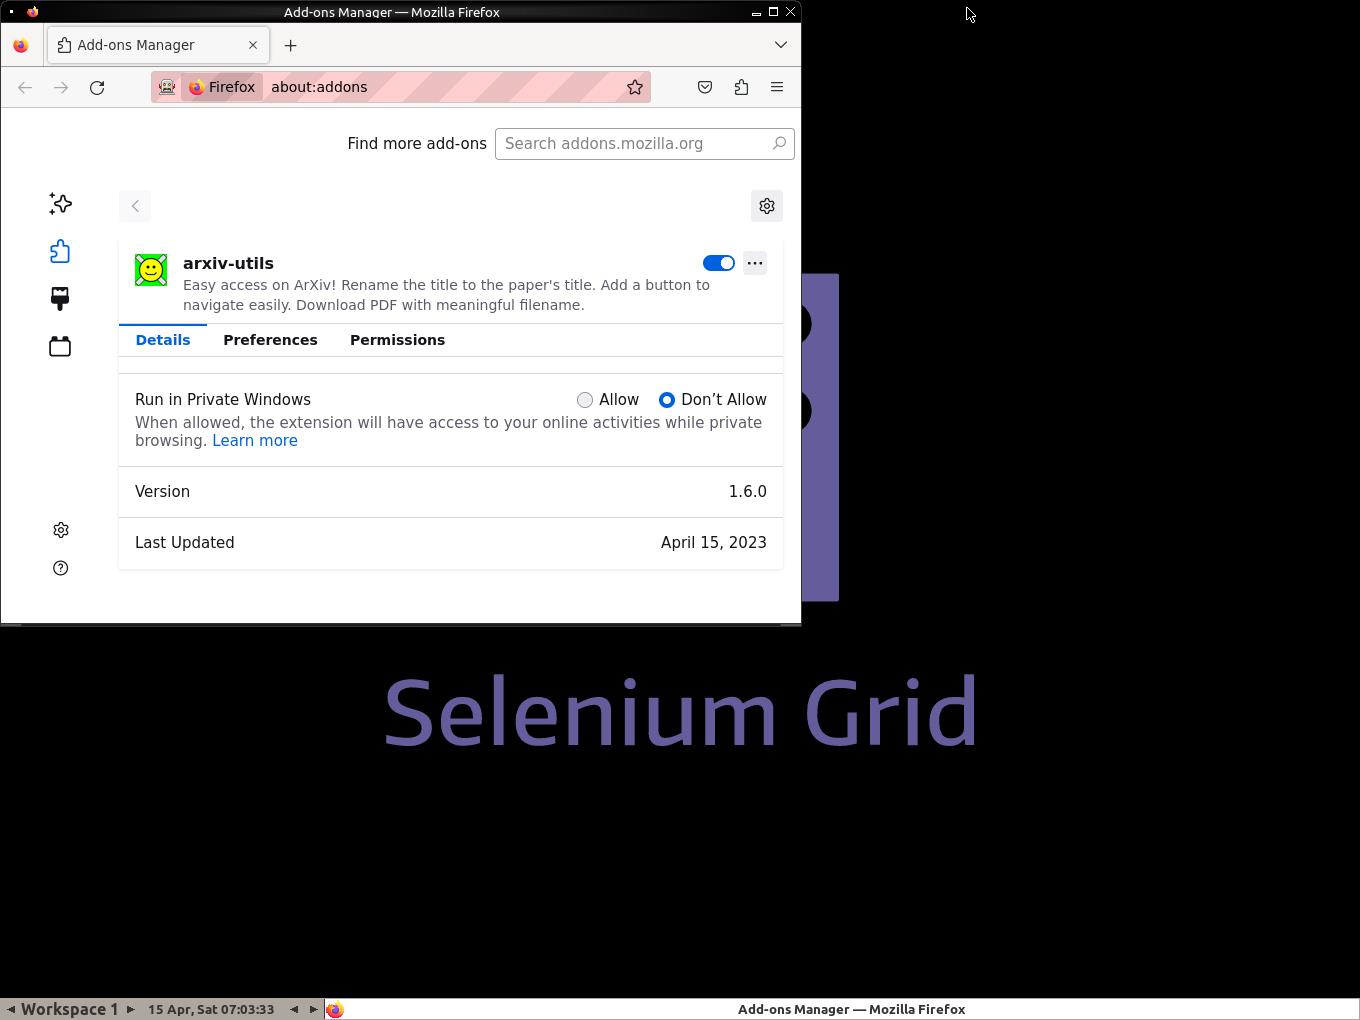 Add-ons Manager — Mozilla Firefox
Add-ons Manager
Firefox
about:addons
Find more add-ons
Search addons.mozilla.org
arxiv-utils
Easy access on ArXiv! Rename the title to the paper's title. Add a button to
navigate easily. Download PDF with meaningful filename.
Details
Preferences
Permissions
Run in Private Windows
Allow
Don’t Allow
When allowed, the extension will have access to your online activities while private
browsing. Learn more
Version
1.6.0
Last Updated
April 15, 2023
Selenium Grid
Workspace 1
15 Apr, Sat 07:03:33
Add-ons Manager — Mozilla Firefox